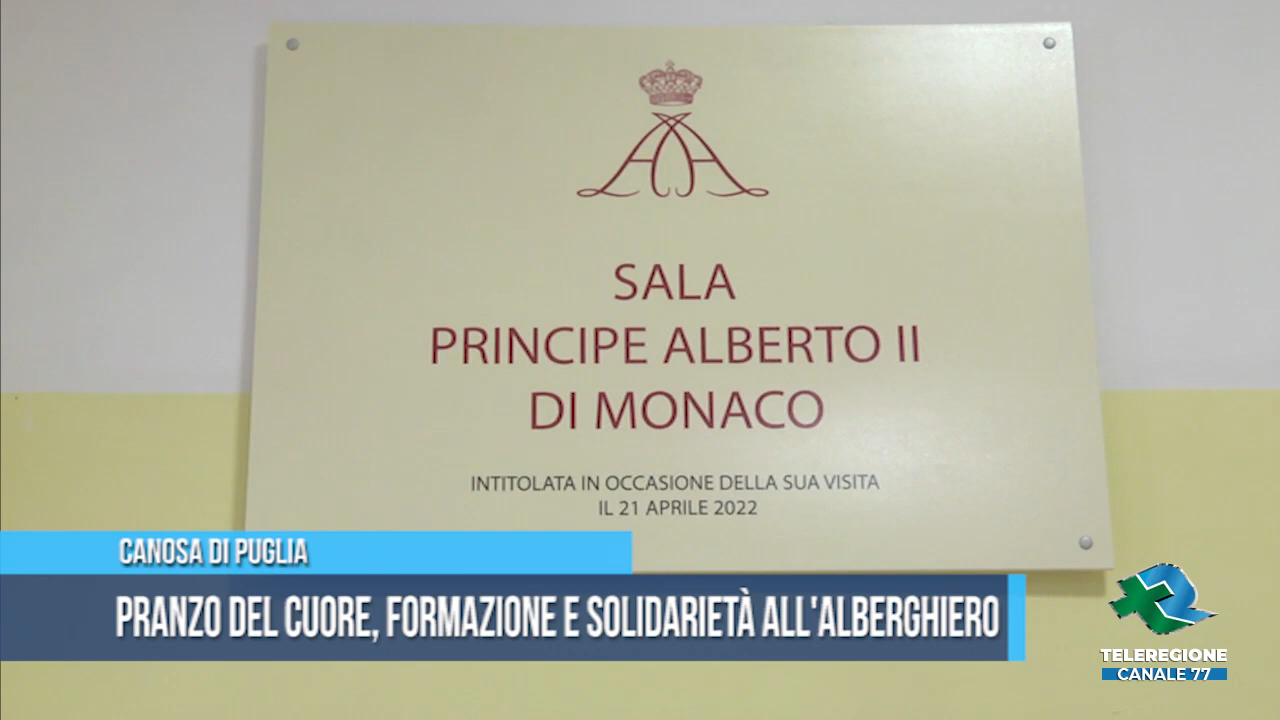 SALA
PRINCIPE ALBERTO II
DI MONACO
INTITOLATA IN OCCASIONE DELLA SUA VISITA
IL 21 APRILE 2022
CANOSA DI PUGLIA
PRANZO DEL CUORE, FORMAZIONE E SOLIDARIETÀ ALL'ALBERGHIERO
TELEREGIONE
CANALE 77